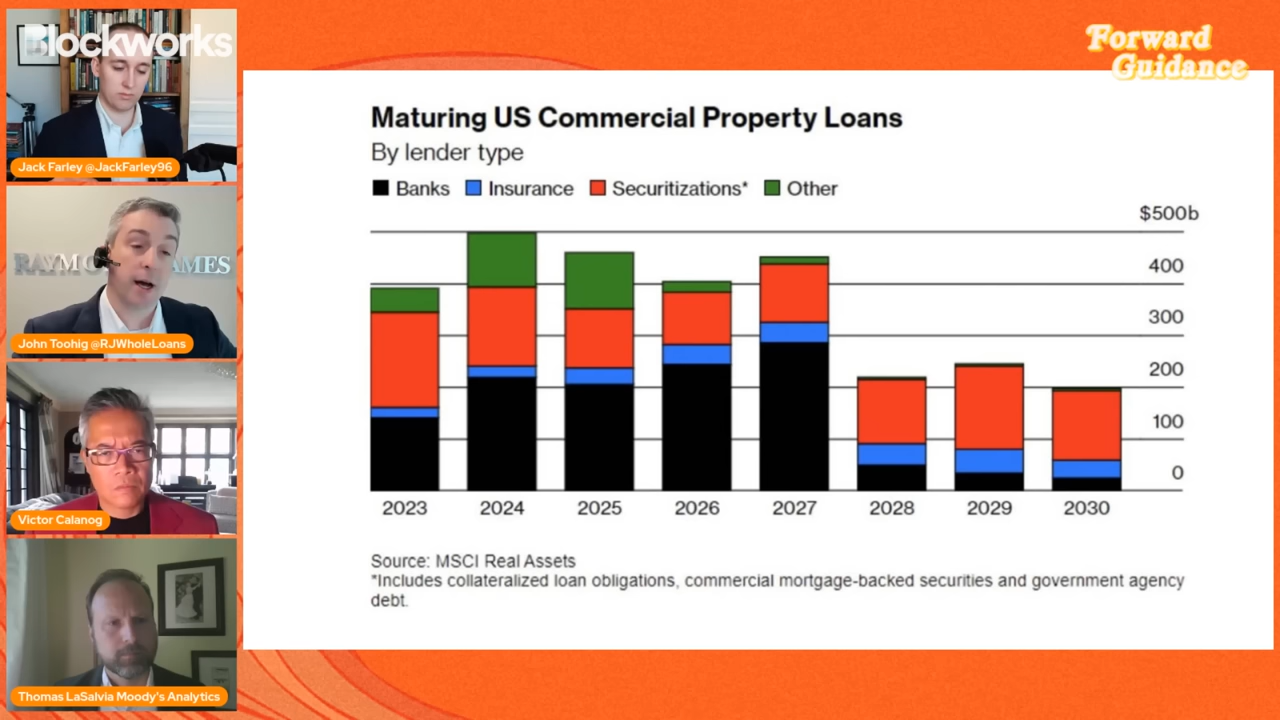 Blockworks
Jack Farley @JackFarley96
RAYM
AMES
John Toohig @RJWholeLoans
Victor Calanog
Thomas LaSalvia Moody's Analytics
Forward
Guidance
Maturing US Commercial Property Loans
By lender type
Banks Insurance Securitizations* Other
$500b
400
300
200
100
0
2023 2024 2025 2026 2027 2028 2029 2030
Source: MSCI Real Assets
*Includes collateralized loan obligations, commercial mortgage-backed securities and government agency
debt.